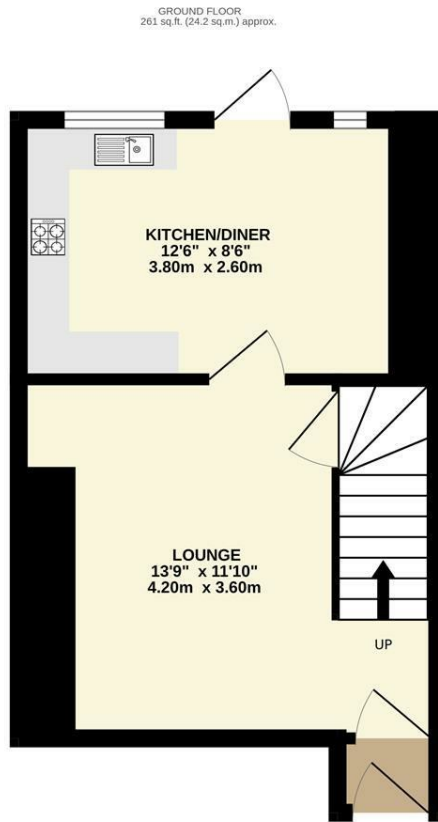 GROUND FLOOR
261 sq.ft. (24.2 sq.m.) approx.
KITCHEN/DINER
12'6" x 8'6"
3.80m x 2.60m
LOUNGE
13'9" x 11'10"
4.20m x 3.60m
UP